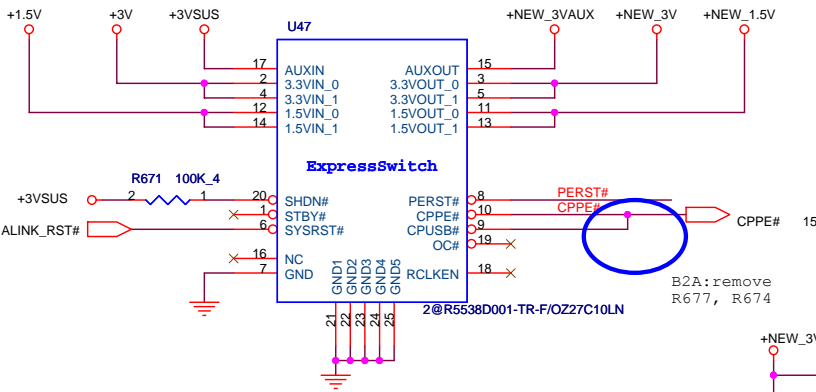 +1.5V +3V +3VSUS +NEW_3VAUX +NEW_3V +NEW_1.5V
U47
17 AUXIN AUXOUT 15
2 3.3VIN_0 3.3VOUT_0 3
4 3.3VIN_1 3.3VOUT_1 5
12 1.5VIN_0 1.5VOUT_0 11
14 1.5VIN_1 1.5VOUT_1 13
ExpressSwitch
R671 100K_4
+3VSUS 2 1 20 SHDN# PERST# 8 PERST#
1 STBY# CPPE# 10 CPPE#
ALINK_RST# 6 SYSRST# CPUSB# 9 CPPE# 15
OC# 19
16 NC
7 GND RCLKEN 18
GND1 GND2 GND3 GND4 GND5
21 22 23 24 25
B2A:remove
R677, R674
2@R5538D001-TR-F/OZ27C10LN
+NEW_3V